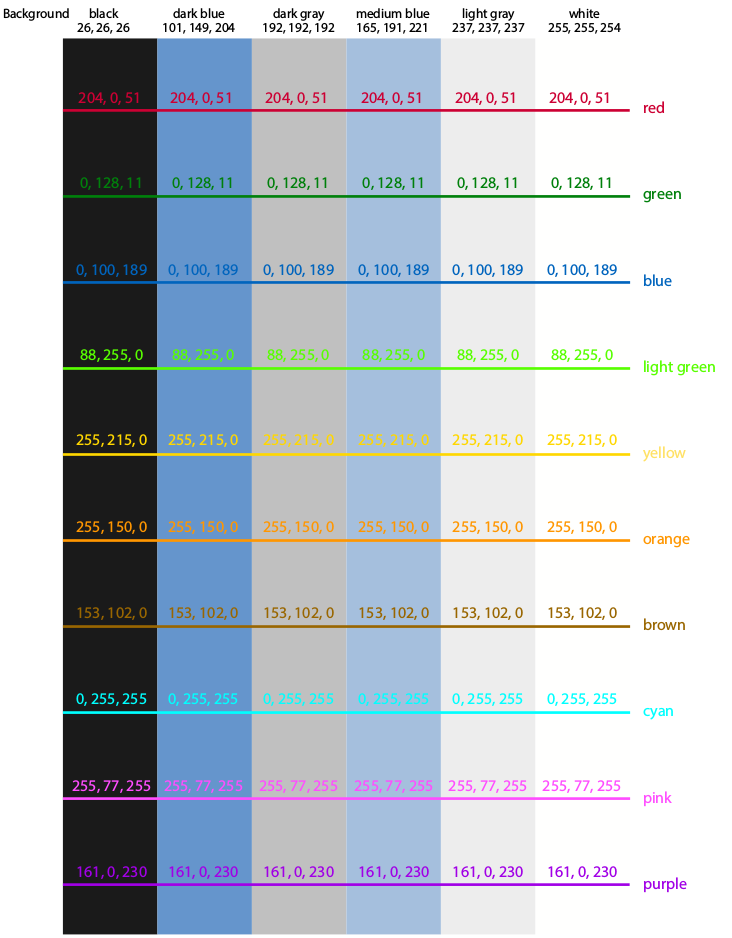 Background black dark blue dark gray medium blue light gray white
26, 26, 26 101, 149, 204 192, 192, 192 165, 191, 221 237, 237, 237 255, 255, 254
204, 0, 51 204, 0, 51 204, 0, 51 204, 0, 51 204, 0, 51 204, 0, 51 red
0, 128, 11 0, 128, 11 0, 128, 11 0, 128, 11 0, 128, 11 0, 128, 11 green
0, 100, 189 0, 100, 189 0, 100, 189 0, 100, 189 0, 100, 189 0, 100, 189 blue
88, 255, 0 88, 255, 0 88, 255, 0 88, 255, 0 88, 255, 0 88, 255, 0 light green
255, 215, 0 255, 215, 0 255, 215, 0 255, 215, 0 255, 215, 0 255, 215, 0 yellow
255, 150, 0 255, 150, 0 255, 150, 0 255, 150, 0 255, 150, 0 255, 150, 0 orange
153, 102, 0 153, 102, 0 153, 102, 0 153, 102, 0 153, 102, 0 153, 102, 0 brown
0, 255, 255 0, 255, 255 0, 255, 255 0, 255, 255 0, 255, 255 0, 255, 255 cyan
255, 77, 255 255, 77, 255 255, 77, 255 255, 77, 255 255, 77, 255 255, 77, 255 pink
161, 0, 230 161, 0, 230 161, 0, 230 161, 0, 230 161, 0, 230 161, 0, 230 purple